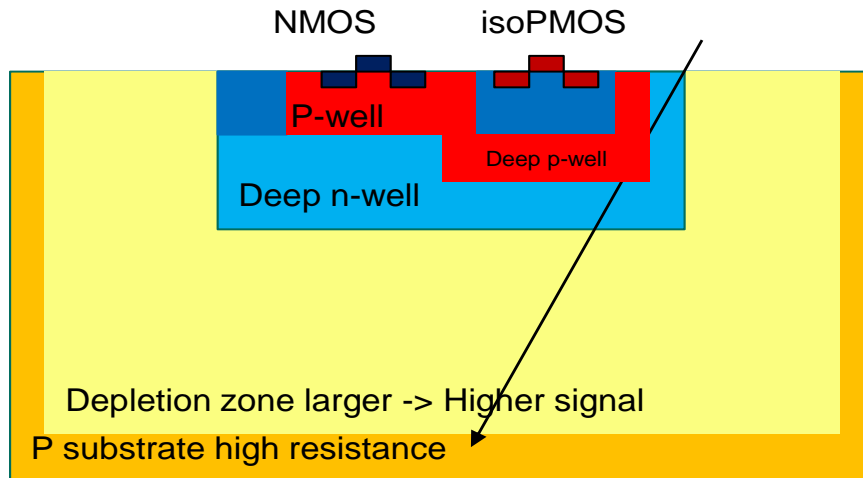 NMOS isoPMOS
P-well
Deep p-well
Deep n-well
Depletion zone larger -> Higher signal
P substrate high resistance